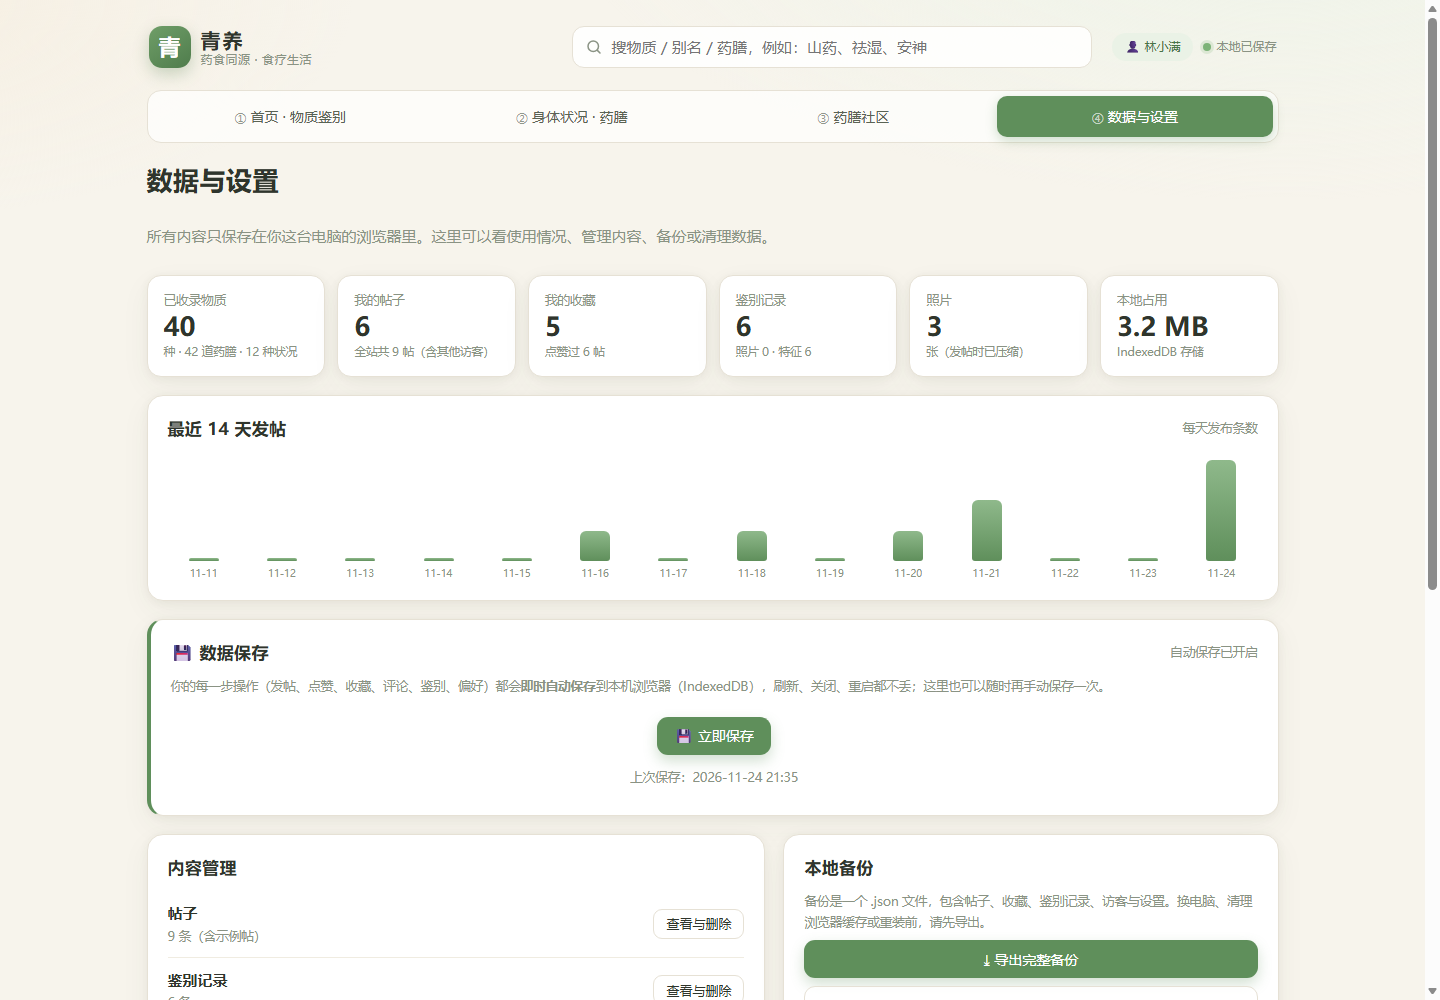 青
青养
药食同源 · 食疗生活
搜物质 / 别名 / 药膳，例如：山药、祛湿、安神
林小满
本地已保存
① 首页 · 物质鉴别
② 身体状况 · 药膳
③ 药膳社区
④ 数据与设置
数据与设置
所有内容只保存在你这台电脑的浏览器里。这里可以看使用情况、管理内容、备份或清理数据。
已收录物质
40
种 · 42 道药膳 · 12 种状况
我的帖子
6
全站共 9 帖（含其他访客）
我的收藏
5
点赞过 6 帖
鉴别记录
6
照片 0 · 特征 6
照片
3
张（发帖时已压缩）
本地占用
3.2 MB
IndexedDB 存储
最近 14 天发帖
每天发布条数
11-11 11-12 11-13 11-14 11-15 11-16 11-17 11-18 11-19 11-20 11-21 11-22 11-23 11-24
数据保存
自动保存已开启
你的每一步操作（发帖、点赞、收藏、评论、鉴别、偏好）都会即时自动保存到本机浏览器（IndexedDB），刷新、关闭、重启都不丢；这里也可以随时再手动保存一次。
立即保存
上次保存：2026-11-24 21:35
内容管理
帖子
9 条（含示例帖）
查看与删除
鉴别记录
查看与删除
本地备份
备份是一个 .json 文件，包含帖子、收藏、鉴别记录、访客与设置。换电脑、清理
浏览器缓存或重装前，请先导出。
⤓ 导出完整备份